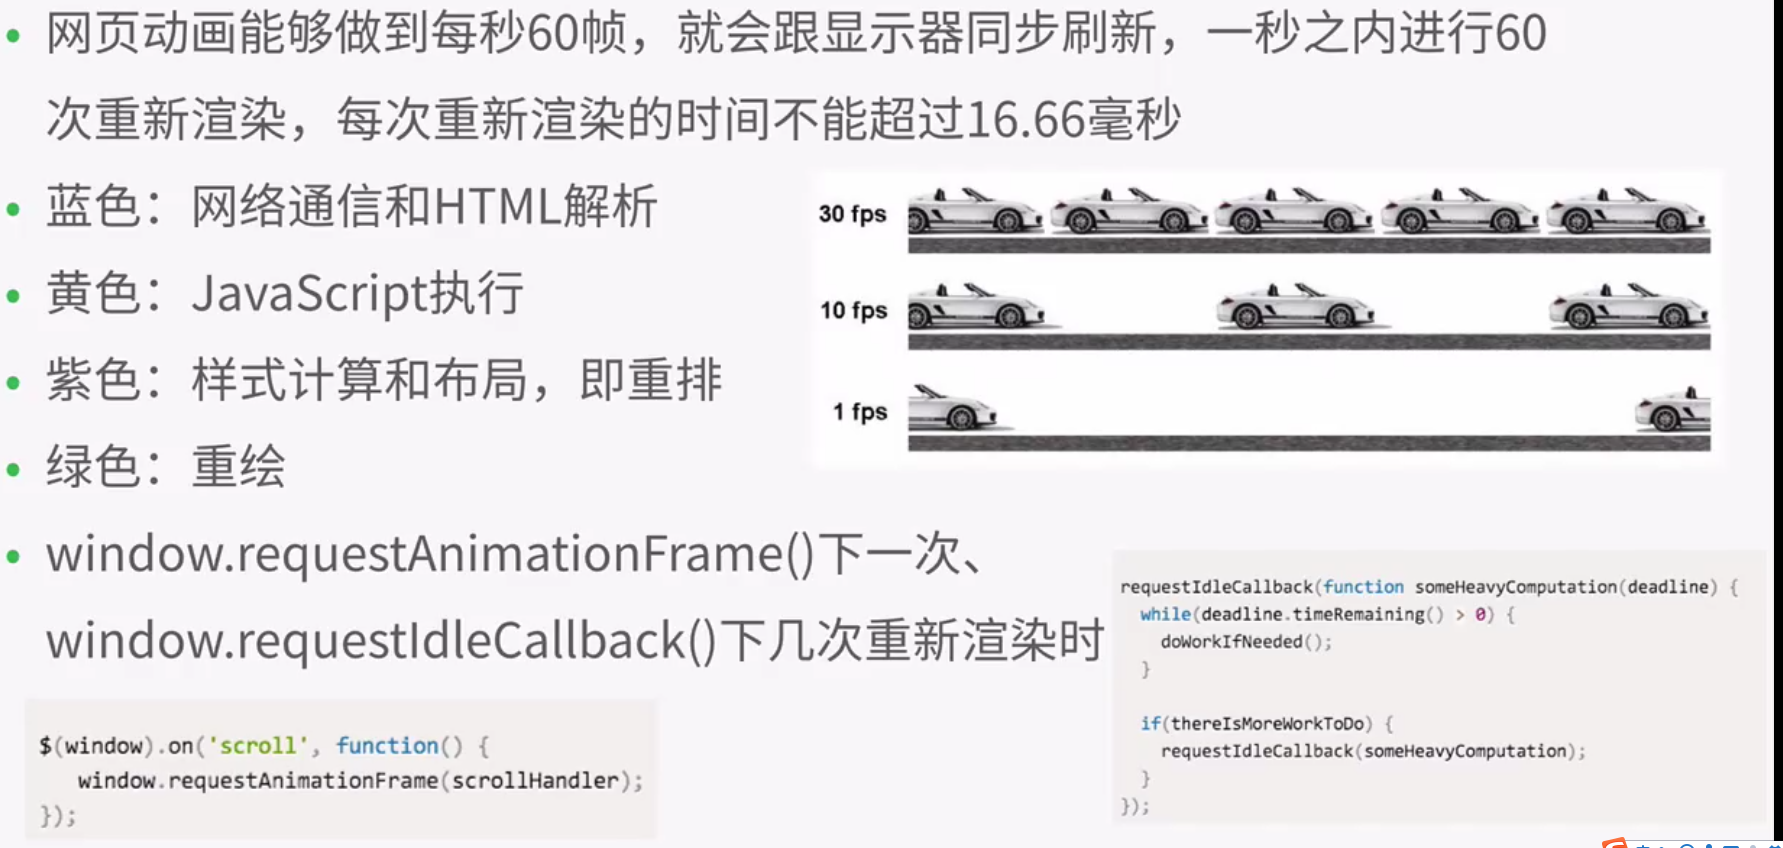 网页动画能够做到每秒60帧，就会跟显示器同步刷新，一秒之内进行60
次重新渲染，每次重新渲染的时间不能超过16.66毫秒
蓝色：网络通信和HTML解析
黄色：JavaScript执行
紫色：样式计算和布局，即重排
绿色：重绘
window.requestAnimationFrame()下一次、
window.requestIdleCallback()下几次重新渲染时
30 fps
10 fps
1 fps
$(window).on('scroll', function() {
window.requestAnimationFrame(scrollHandler);
});
requestIdleCallback(function someHeavyComputation(deadline) {
while(deadline.timeRemaining() > 0) {
doWorkIfNeeded();
}
if(thereIsMoreWorkToDo) {
requestIdleCallback(someHeavyComputation);
}
});